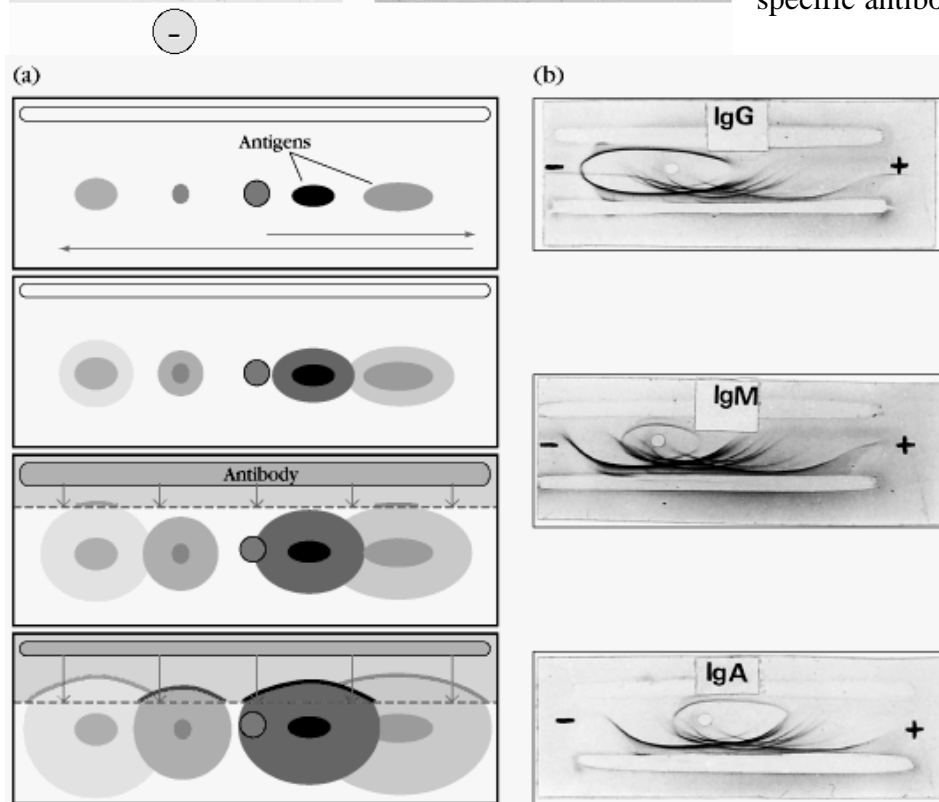 specific antibo
-
(a)
Antigens
Antibody
(b)
IgG
- +
IgM
- +
IgA
- +